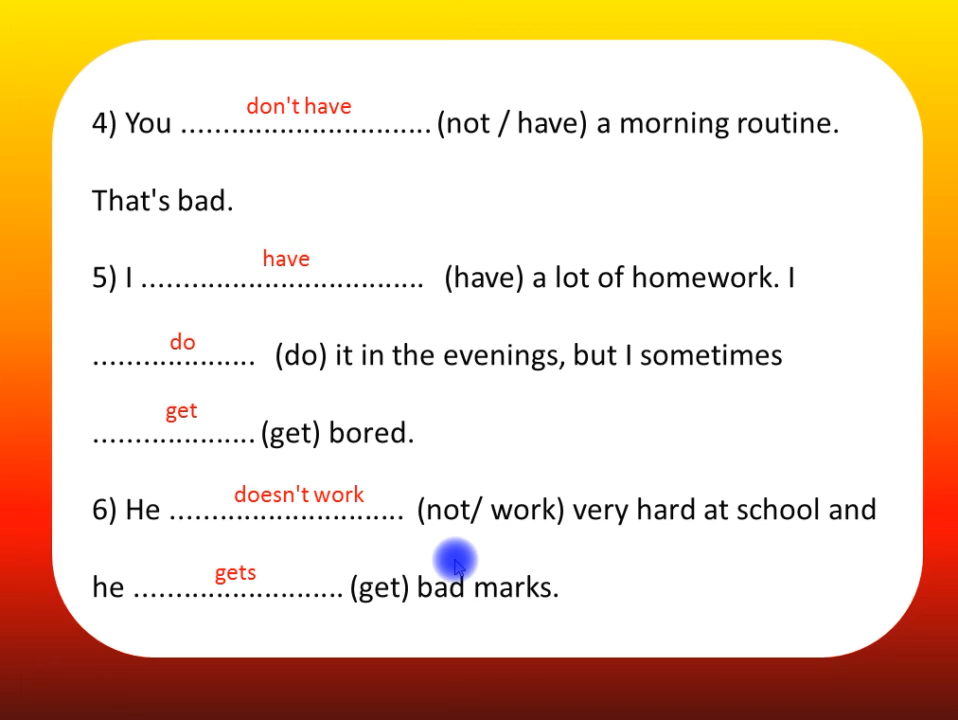 don't have
4) You ................................ (not / have) a morning routine.
That's bad.
have
5) I .................................... (have) a lot of homework. I
do
..................... (do) it in the evenings, but I sometimes
get
..................... (get) bored.
doesn't work
6) He .............................. (not/ work) very hard at school and
gets
he ........................... (get) bad marks.